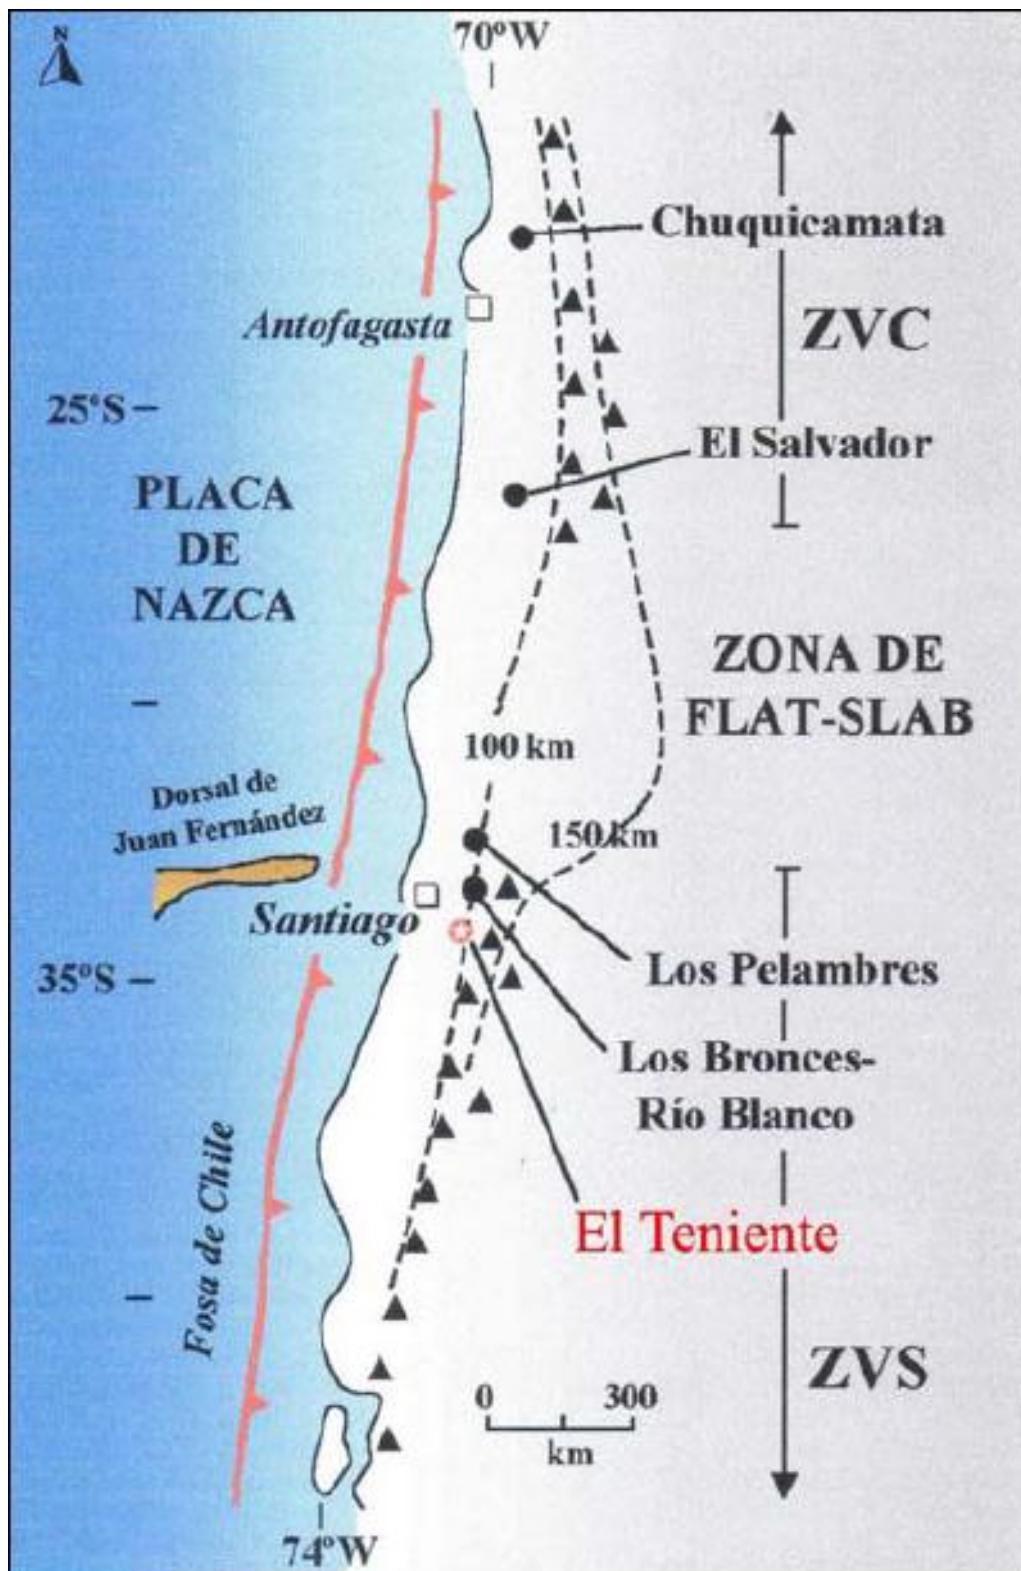 N
70°W
Chuquicamata
Antofagasta
ZVC
25°S
El Salvador
PLACA
DE
NAZCA
ZONA DE
FLAT-SLAB
100 km
Dorsal de
Juan Fernández
150 km
Santiago
35°S
Los Pelambres
Los Bronces-
Río Blanco
Fosa de Chile
El Teniente
ZVS
0 300
km
74°W